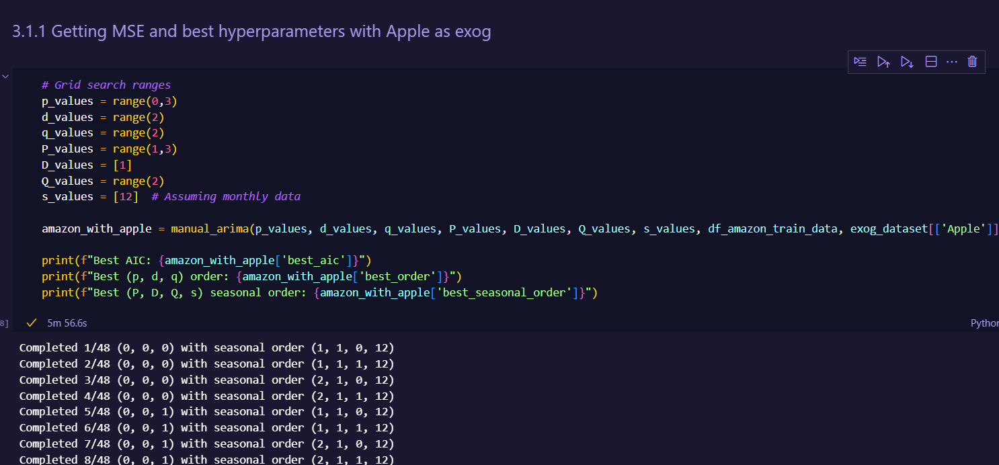 3.1.1 Getting MSE and best hyperparameters with Apple as exog
# Grid search ranges
p_values = range(0,3)
d_values = range(2)
q_values = range(2)
P_values = range(1,3)
D_values = [1]
Q_values = range(2)
s_values = [12]  # Assuming monthly data
amazon_with_apple = manual_arima(p_values, d_values, q_values, P_values, D_values, Q_values, s_values, df_amazon_train_data, exog_dataset[['Apple']]
print(f"Best AIC: {amazon_with_apple['best_aic']}")
print(f"Best (p, d, q) order: {amazon_with_apple['best_order']}")
print(f"Best (P, D, Q, s) seasonal order: {amazon_with_apple['best_seasonal_order']}")
8] 5m 56.6s Python
Completed 1/48 (0, 0, 0) with seasonal order (1, 1, 0, 12)
Completed 2/48 (0, 0, 0) with seasonal order (1, 1, 1, 12)
Completed 3/48 (0, 0, 0) with seasonal order (2, 1, 0, 12)
Completed 4/48 (0, 0, 0) with seasonal order (2, 1, 1, 12)
Completed 5/48 (0, 0, 1) with seasonal order (1, 1, 0, 12)
Completed 6/48 (0, 0, 1) with seasonal order (1, 1, 1, 12)
Completed 7/48 (0, 0, 1) with seasonal order (2, 1, 0, 12)
Completed 8/48 (0, 0, 1) with seasonal order (2, 1, 1, 12)